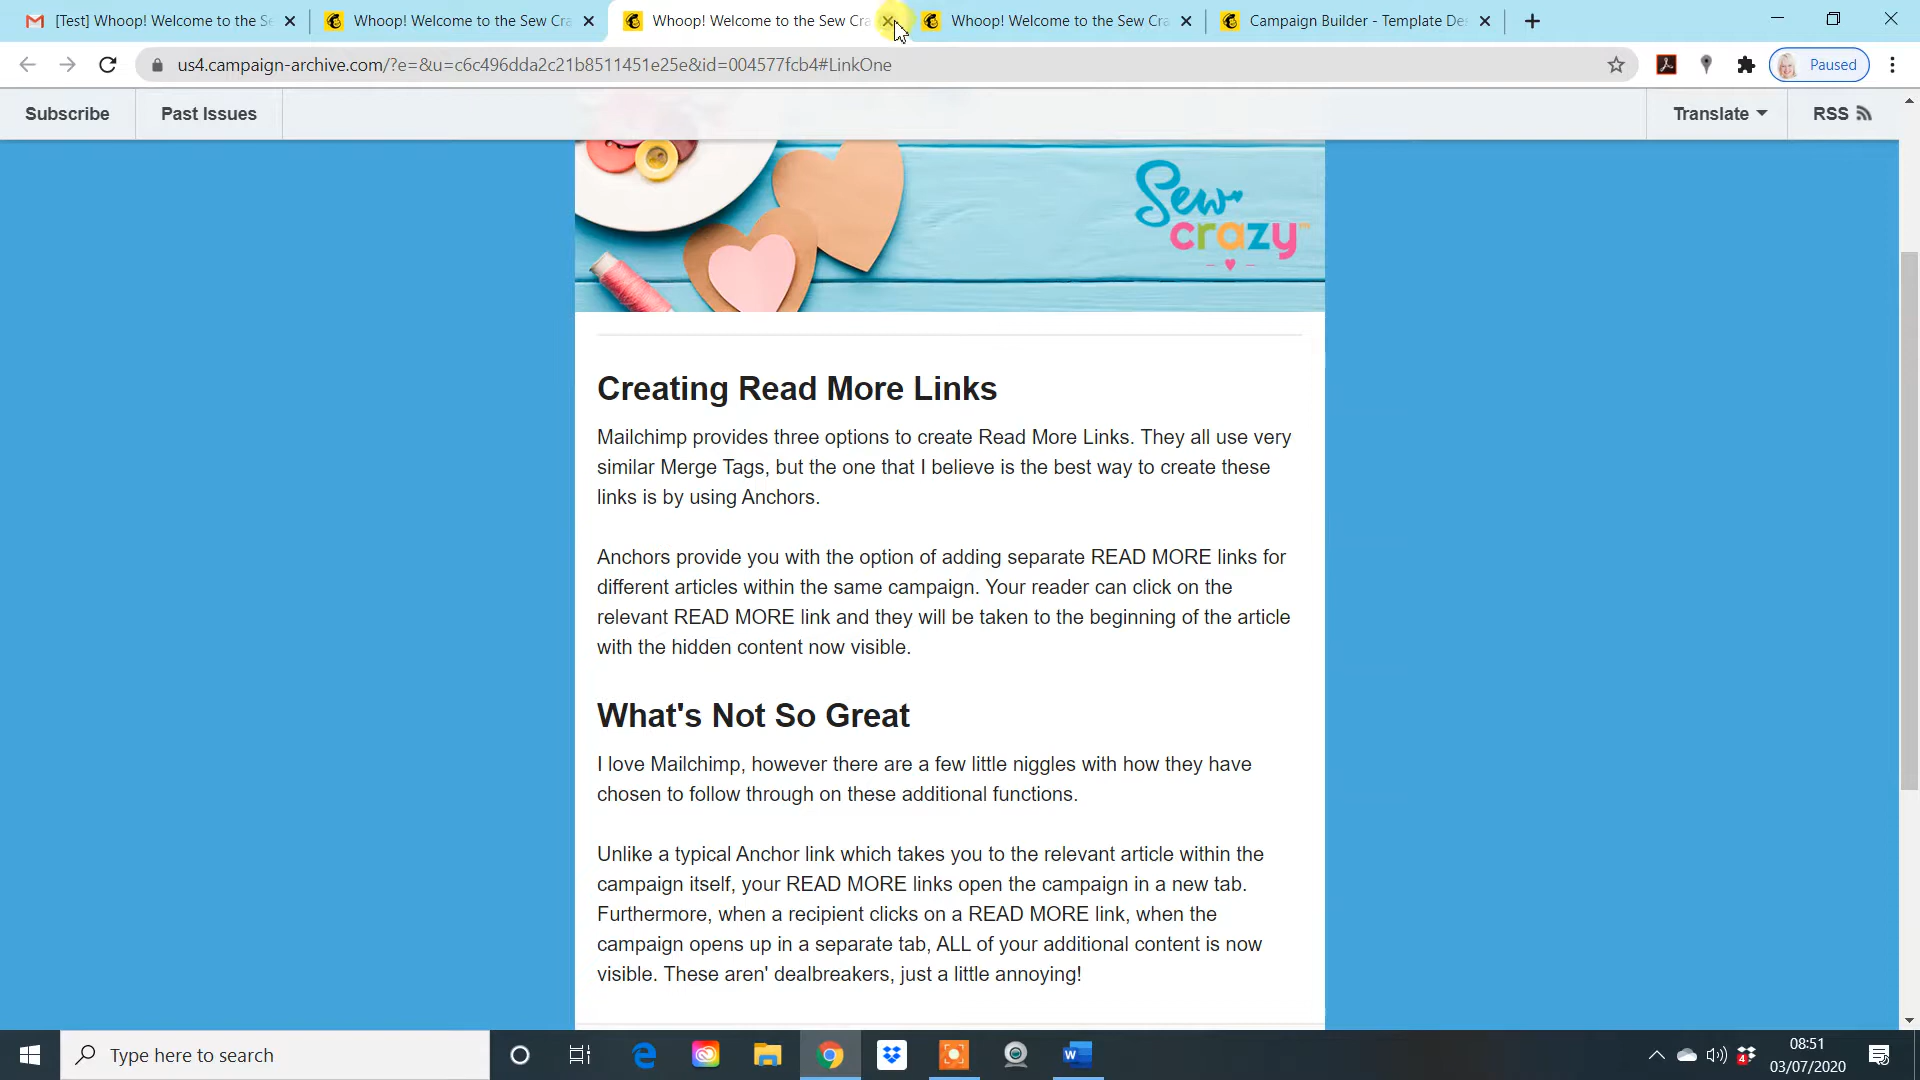 [Test] Whoop! Welcome to the Se
Whoop! Welcome to the Sew Cra
Whoop! Welcome to the Sew Cra
Whoop! Welcome to the Sew Cra
Campaign Builder - Template De
us4.campaign-archive.com/?e=&u=c6c496dda2c21b8511451e25e&id=004577fcb4#LinkOne
Paused
Subscribe
Past Issues
Translate
RSS
Sew
crazy™
Creating Read More Links
Mailchimp provides three options to create Read More Links. They all use very
similar Merge Tags, but the one that I believe is the best way to create these
links is by using Anchors.
Anchors provide you with the option of adding separate READ MORE links for
different articles within the same campaign. Your reader can click on the
relevant READ MORE link and they will be taken to the beginning of the article
with the hidden content now visible.
What's Not So Great
I love Mailchimp, however there are a few little niggles with how they have
chosen to follow through on these additional functions.
Unlike a typical Anchor link which takes you to the relevant article within the
campaign itself, your READ MORE links open the campaign in a new tab.
Furthermore, when a recipient clicks on a READ MORE link, when the
campaign opens up in a separate tab, ALL of your additional content is now
visible. These aren' dealbreakers, just a little annoying!
Type here to search
4
08:51
03/07/2020